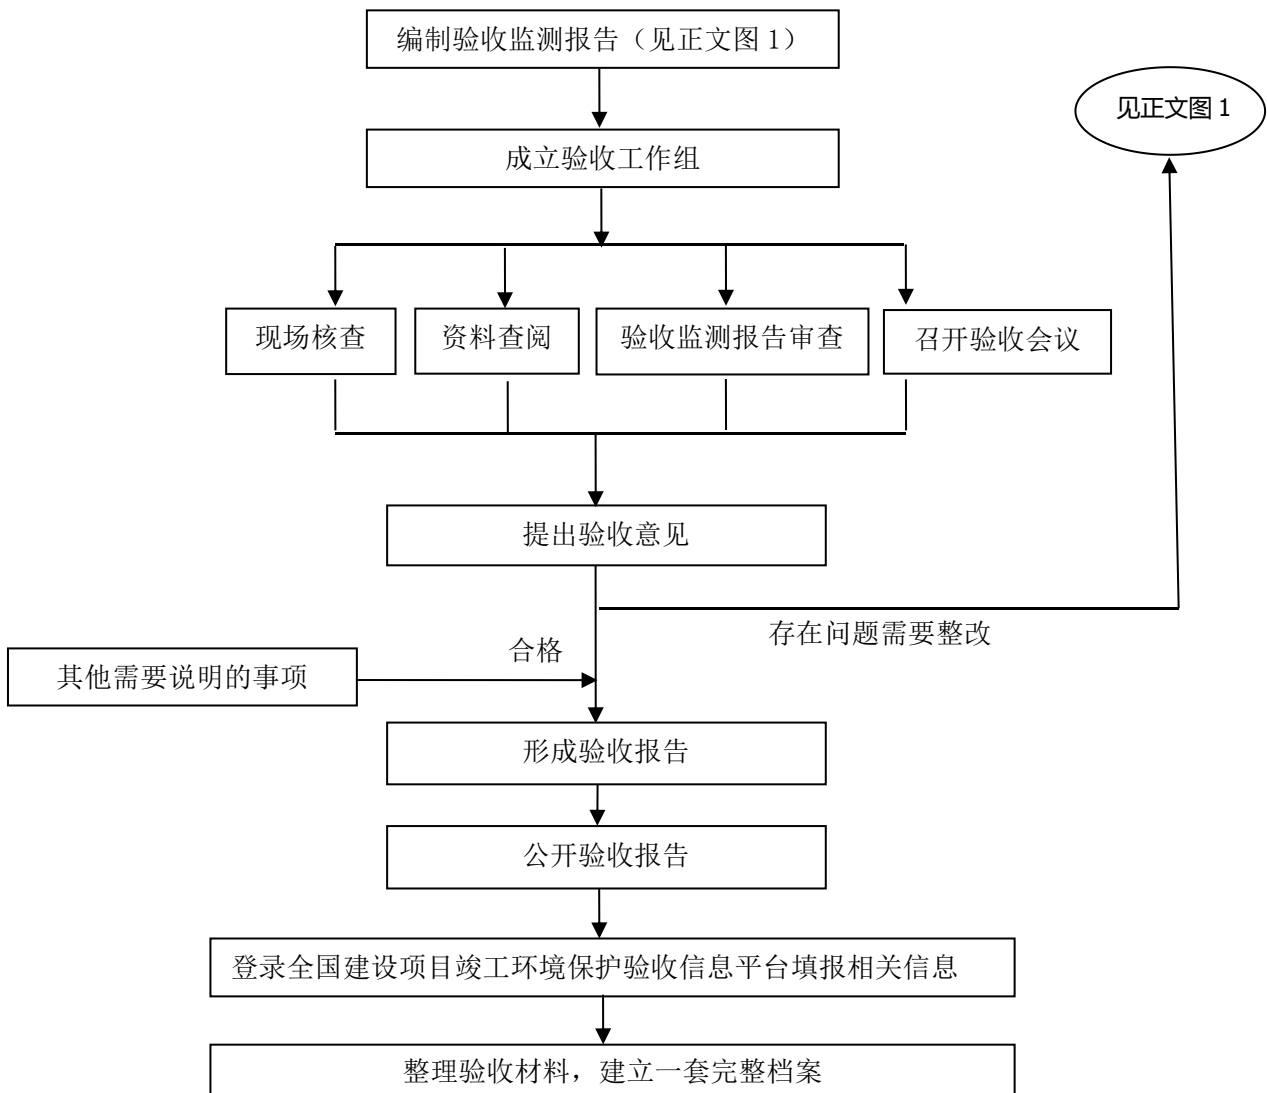 编制验收监测报告（见正文图 1）
见正文图 1
成立验收工作组
现场核查
资料查阅
验收监测报告审查
召开验收会议
提出验收意见
存在问题需要整改
合格
其他需要说明的事项
形成验收报告
公开验收报告
登录全国建设项目竣工环境保护验收信息平台填报相关信息
整理验收材料，建立一套完整档案